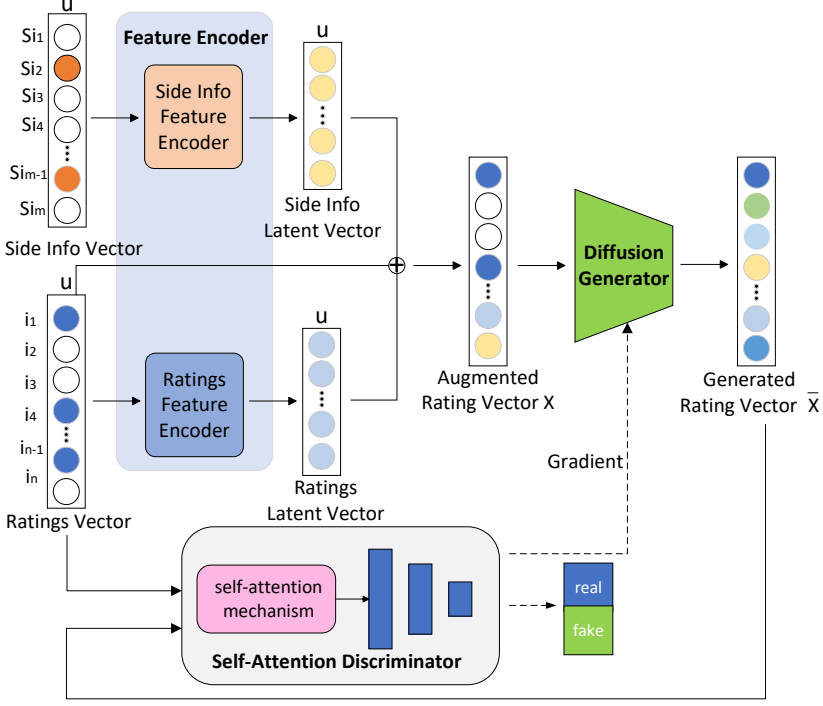 u
Si1
Si2
Si3
Si4
Sim-1
Sim
Side Info Vector
Feature Encoder
Side Info
Feature
Encoder
u
Side Info
Latent Vector
u
i1
i2
i3
i4
in-1
in
Ratings Vector
Ratings
Feature
Encoder
u
Ratings
Latent Vector
Augmented
Rating Vector X
Diffusion
Generator
Generated
Rating Vector X̄
Gradient
self-attention
mechanism
Self-Attention Discriminator
real
fake